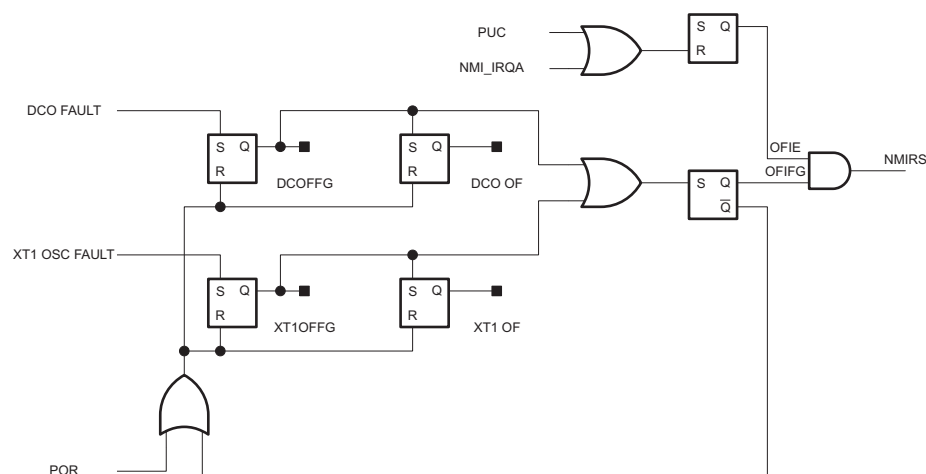 PUC
S Q
R
NMI_IRQA
DCO FAULT
S Q
R
DCOFFG
S Q
R
DCO OF
OFIE
OFIFG
NMIRS
S Q
Q
XT1 OSC FAULT
S Q
R
XT1OFFG
S Q
R
XT1 OF
POR